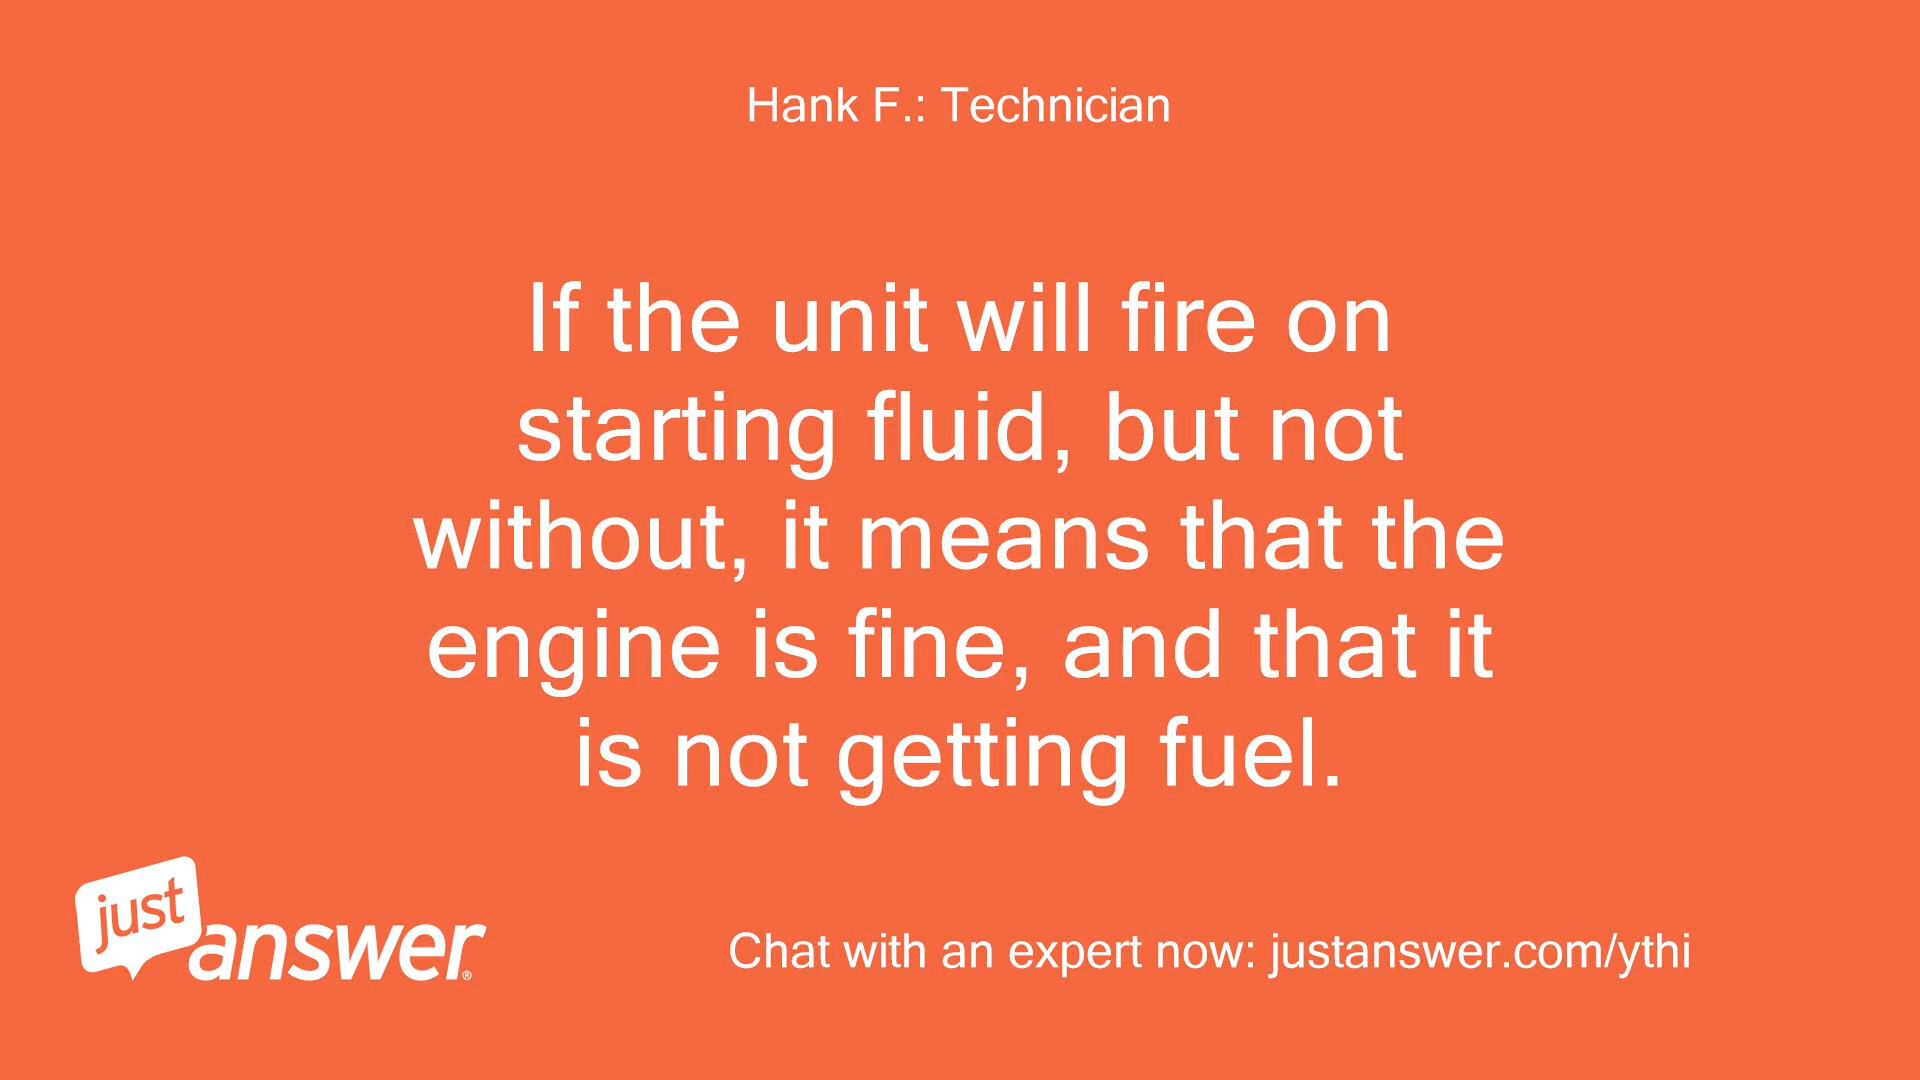 Hank F.: Technician
If the unit will fire on
starting fluid, but not
without, it means that the
engine is fine, and that it
is not getting fuel.
just
answer®
Chat with an expert now: justanswer.com/ythi